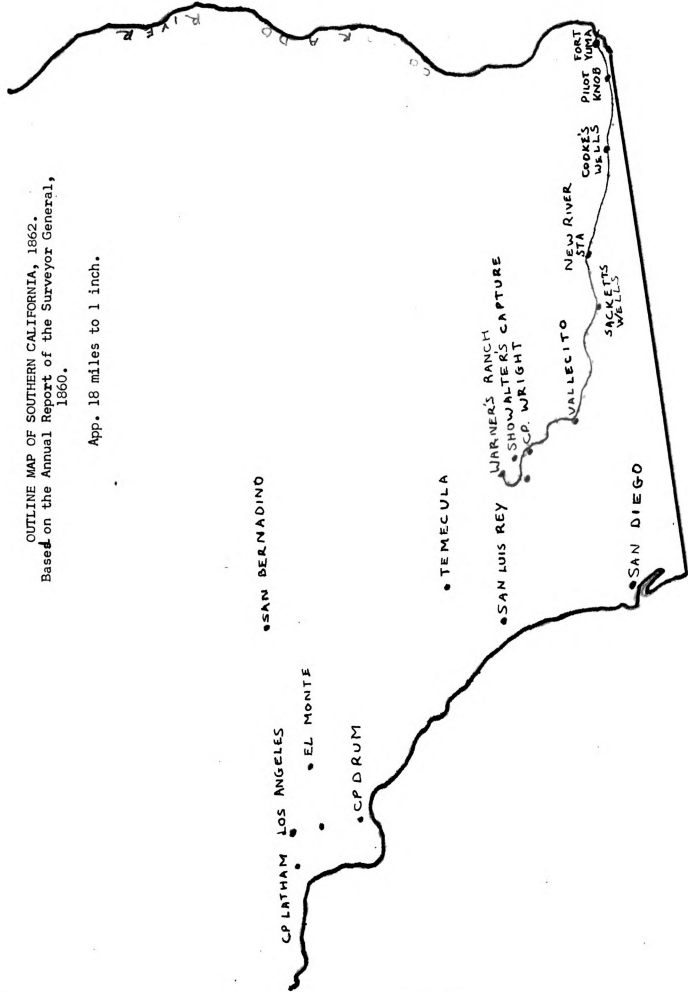 OUTLINE MAP OF SOUTHERN CALIFORNIA, 1862.
Based on the Annual Report of the Surveyor General,
1860.
App. 18 miles to 1 inch.
COLORADO RIVER
SAN BERNADINO
CP LATHAM
LOS ANGELES
EL MONTE
CP DRUM
TEMECULA
SAN LUIS REY
WARNER'S RANCH
SHOWALTER'S CAPTURE
CP. WRIGHT
VALLECITO
SACKETTS
WELLS
NEW RIVER
STA
COOKE'S
WELLS
PILOT
KNOB
FORT
YUMA
SAN DIEGO